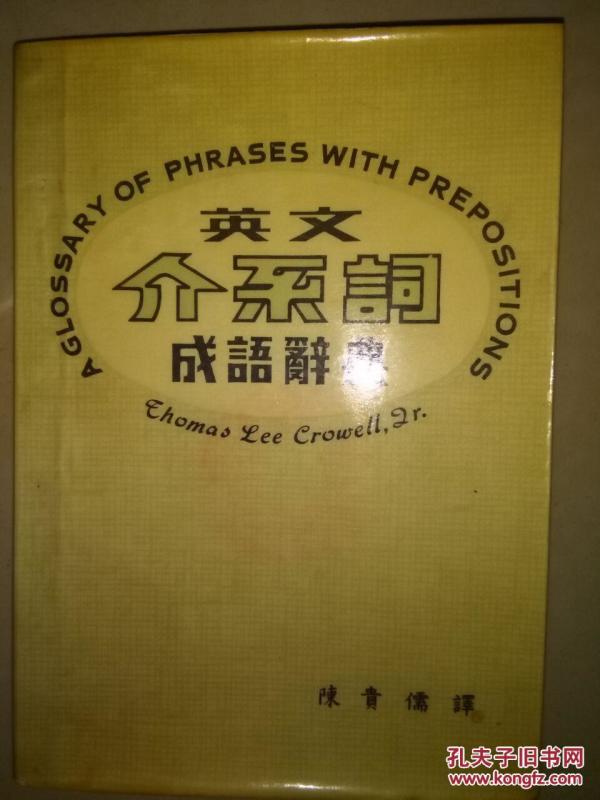 A GLOSSARY OF PHRASES WITH PREPOSITIONS
英文
介系詞
成語辭典
Thomas Lee Crowell, Jr.
陳貴儒譯
孔夫子旧书网
www.kongfz.com